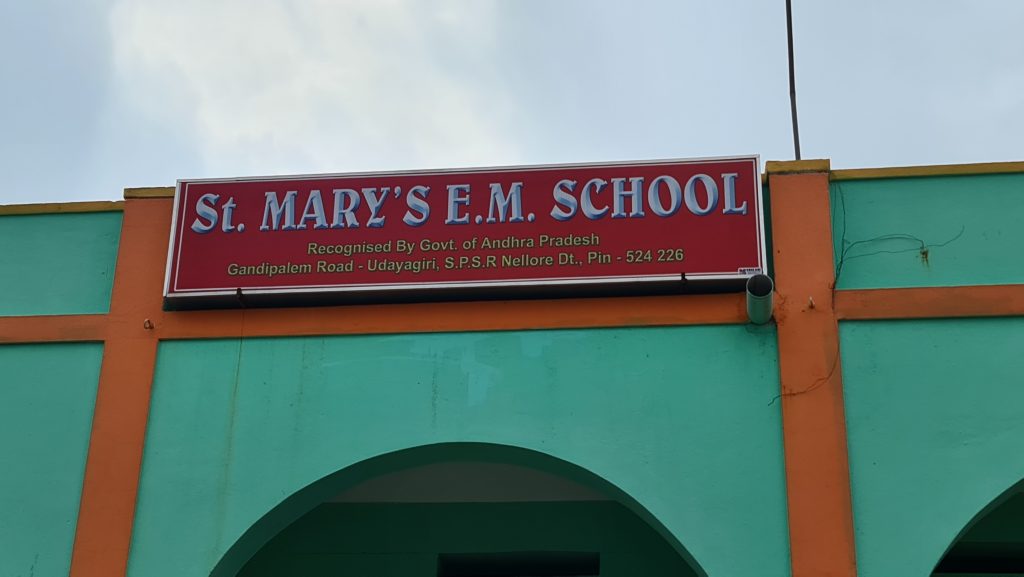 St. MARY'S E.M. SCHOOL
Recognised By Govt. of Andhra Pradesh
Gandipalem Road - Udayagiri, S.P.S.R Nellore Dt., Pin - 524 226